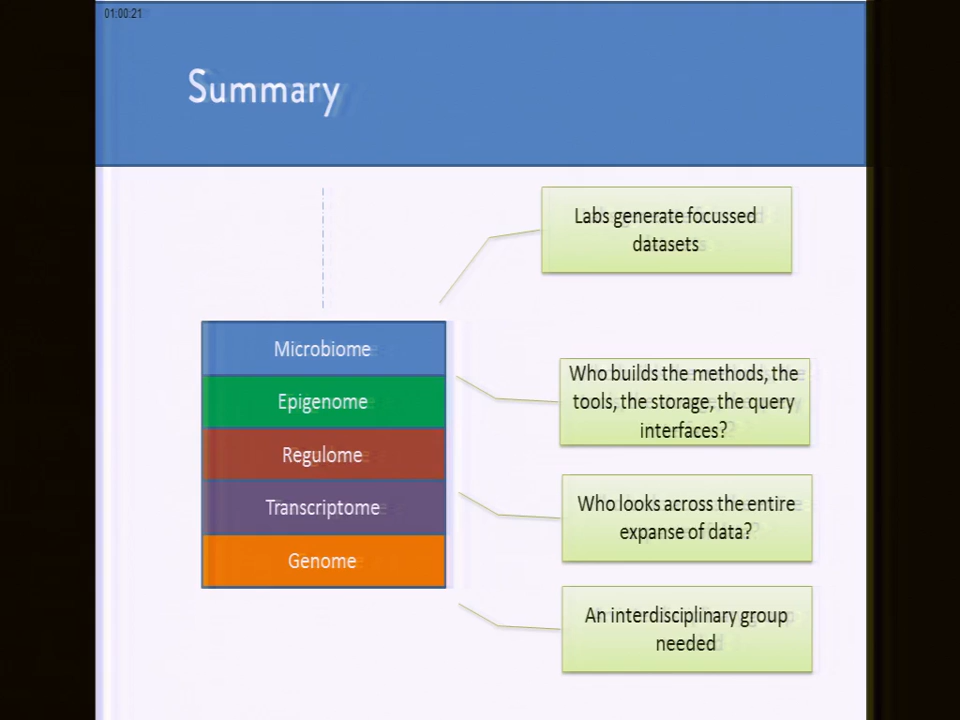 01:00:21
Summary
Labs generate focussed
datasets
Microbiome
Epigenome
Regulome
Transcriptome
Genome
Who builds the methods, the
tools, the storage, the query
interfaces?
Who looks across the entire
expanse of data?
An interdisciplinary group
needed